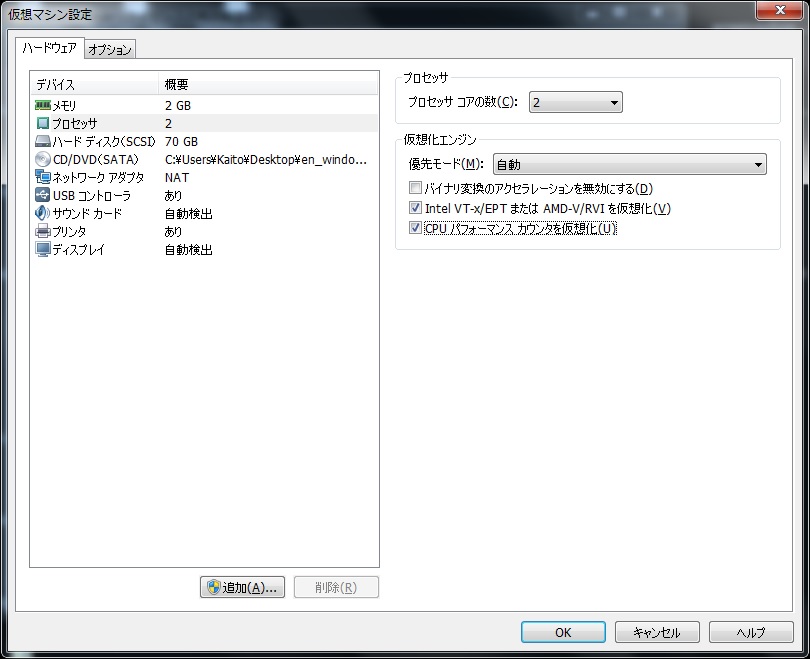 仮想マシン設定
ハードウェア オプション
デバイス 概要
メモリ 2 GB
プロセッサ 2
ハード ディスク(SCSI) 70 GB
CD/DVD(SATA) C:¥Users¥Kaito¥Desktop¥en_windo...
ネットワーク アダプタ NAT
USB コントローラ あり
サウンド カード 自動検出
プリンタ あり
ディスプレイ 自動検出
追加(A)... 削除(R)
プロセッサ
プロセッサ コアの数(C): 2
仮想化エンジン
優先モード(M): 自動
バイナリ変換のアクセラレーションを無効にする(D)
Intel VT-x/EPT または AMD-V/RVI を仮想化(V)
CPU パフォーマンス カウンタを仮想化(U)
OK キャンセル ヘルプ